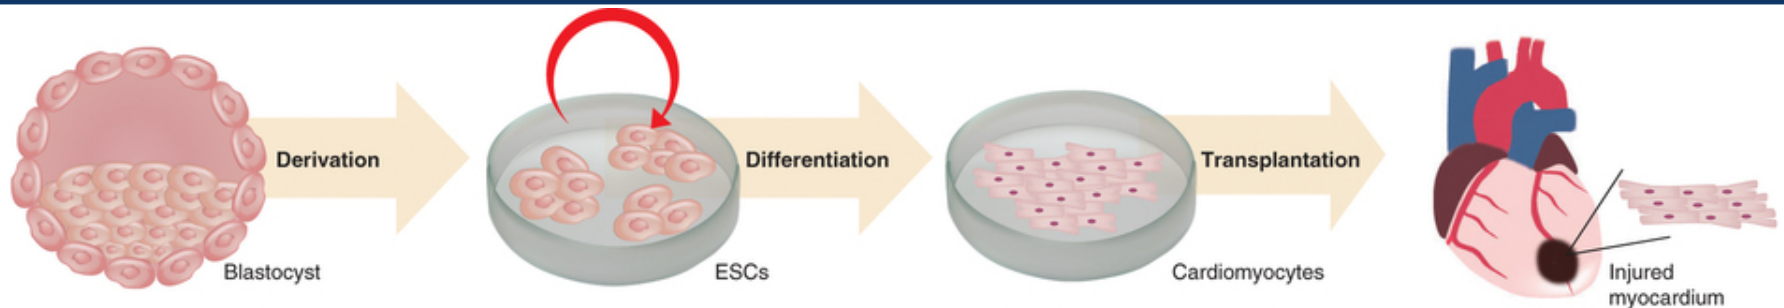 Derivation
Differentiation
Transplantation
Blastocyst
ESCs
Cardiomyocytes
Injured
myocardium